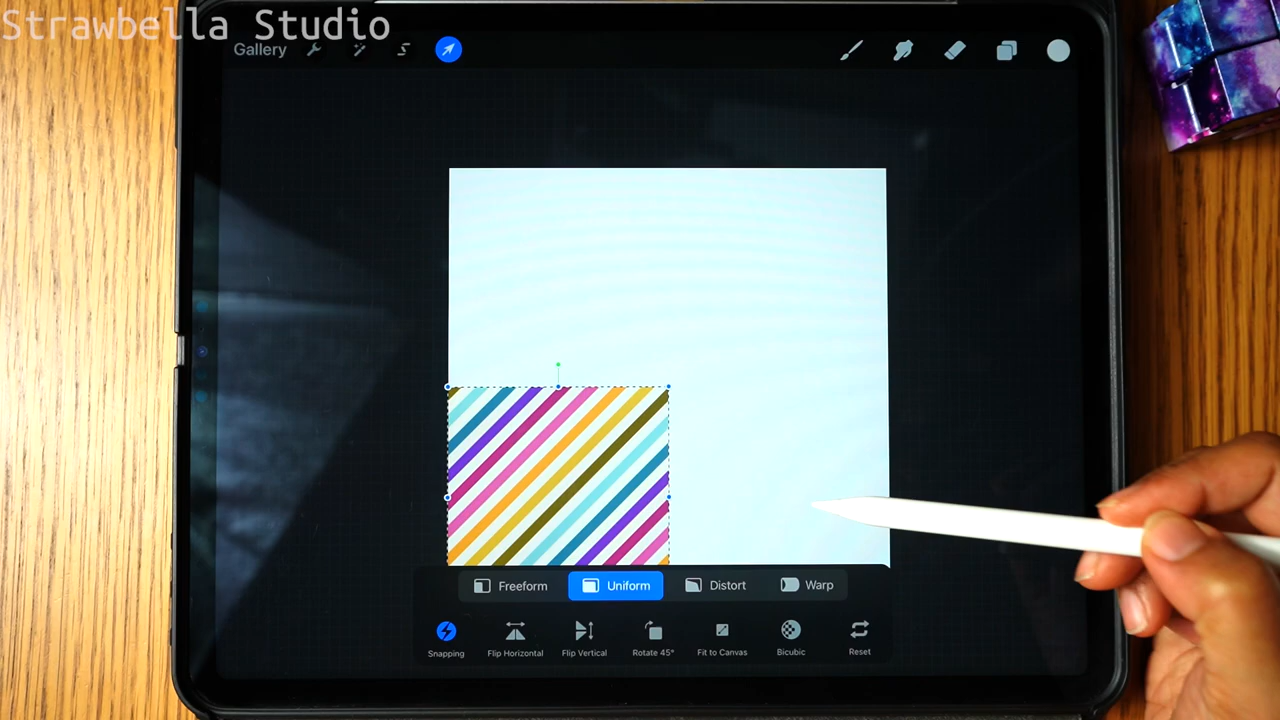 Strawbella Studio
Gallery
Freeform Uniform Distort Warp
Snapping Flip Horizontal Flip Vertical Rotate 45° Fit to Canvas Bicubic Reset